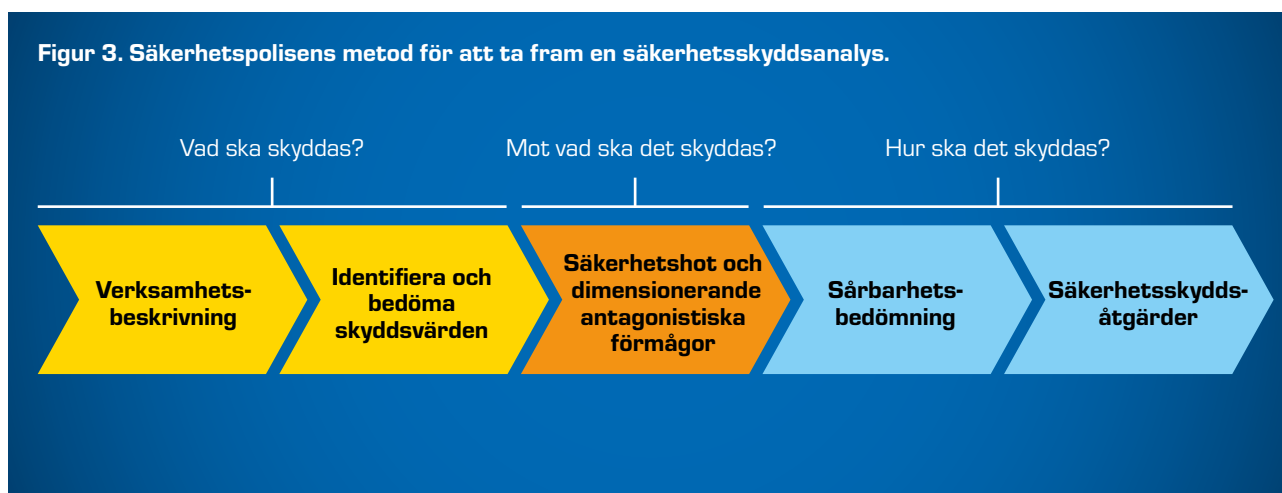 Figur 3. Säkerhetspolisens metod för att ta fram en säkerhetsskyddsanalys.
Vad ska skyddas?
Mot vad ska det skyddas?
Hur ska det skyddas?
Verksamhets-
beskrivning
Identifiera och
bedöma
skyddsvärden
Säkerhetshot och
dimensionerande
antagonistiska
förmågor
Sårbarhets-
bedömning
Säkerhetsskydds-
åtgärder